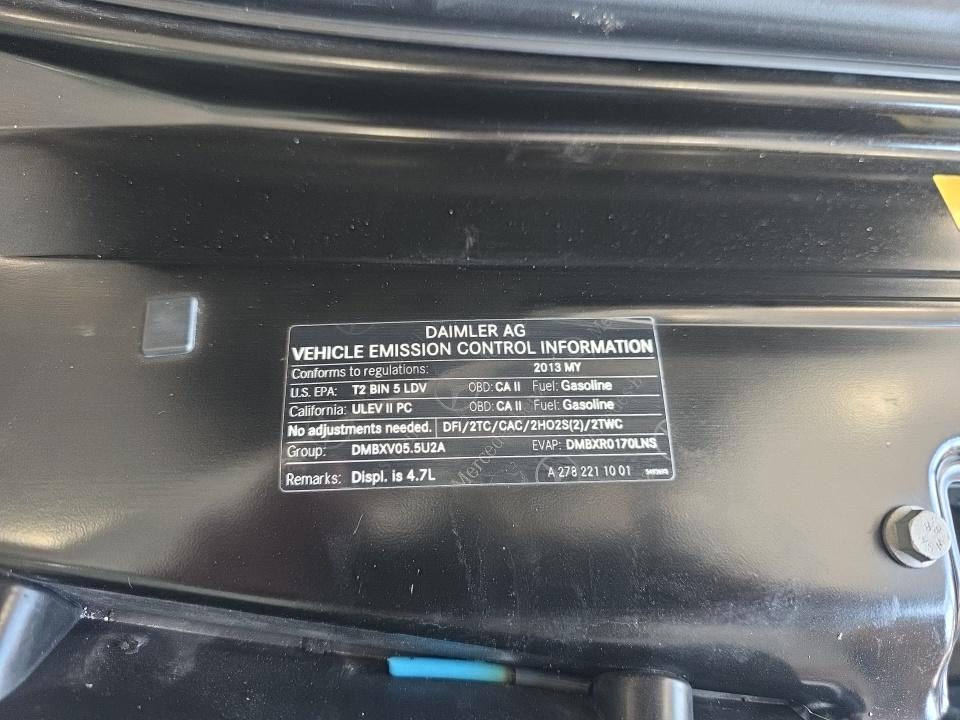 DAIMLER AG
VEHICLE EMISSION CONTROL INFORMATION
Conforms to regulations: 2013 MY
U.S. EPA: T2 BIN 5 LDV OBD: CA II Fuel: Gasoline
California: ULEV II PC OBD: CA II Fuel: Gasoline
No adjustments needed. DFI/2TC/CAC/2HO2S(2)/2TWC
Group: DMBXV05.5U2A EVAP: DMBXR0170LNS
Remarks: Displ. is 4.7L A 278 221 10 01